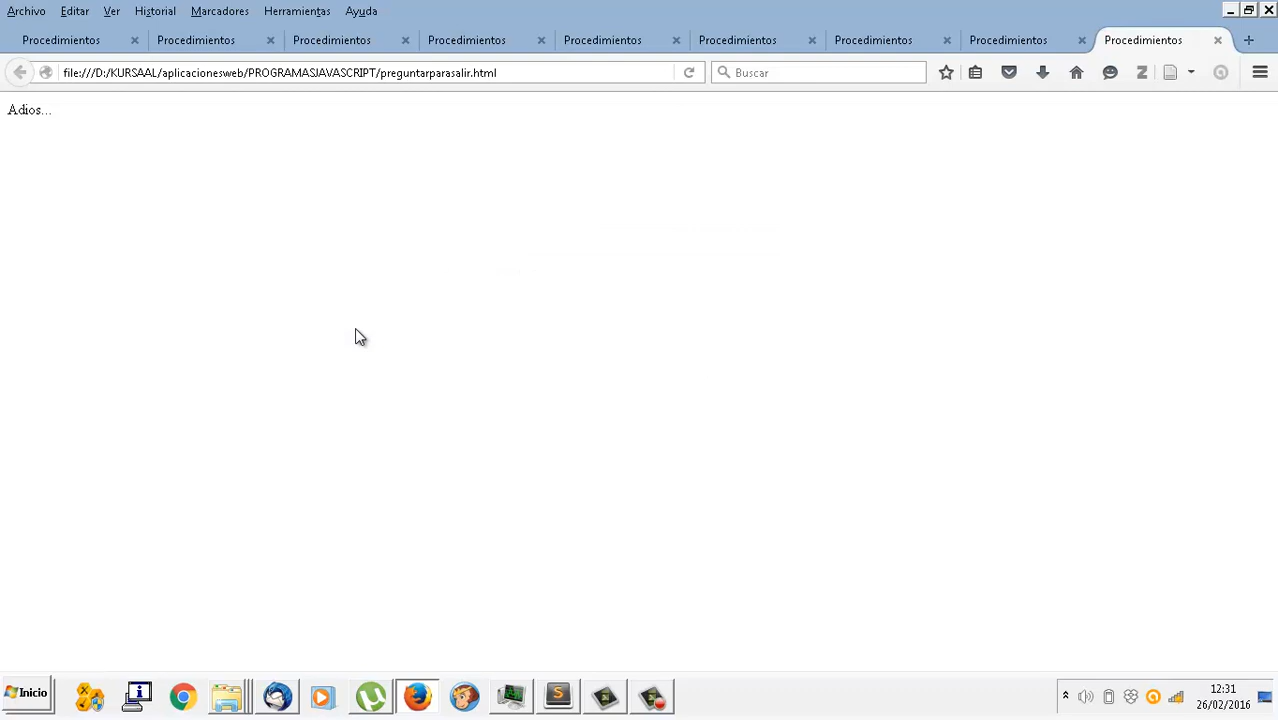 Archivo Editar Ver Historial Marcadores Herramientas Ayuda
Procedimientos Procedimientos Procedimientos Procedimientos Procedimientos Procedimientos Procedimientos Procedimientos Procedimientos
file:///D:/KURSAAL/aplicacionesweb/PROGRAMASJAVASCRIPT/preguntarparasalir.html Buscar
Adios...
Inicio
12:31
26/02/2016